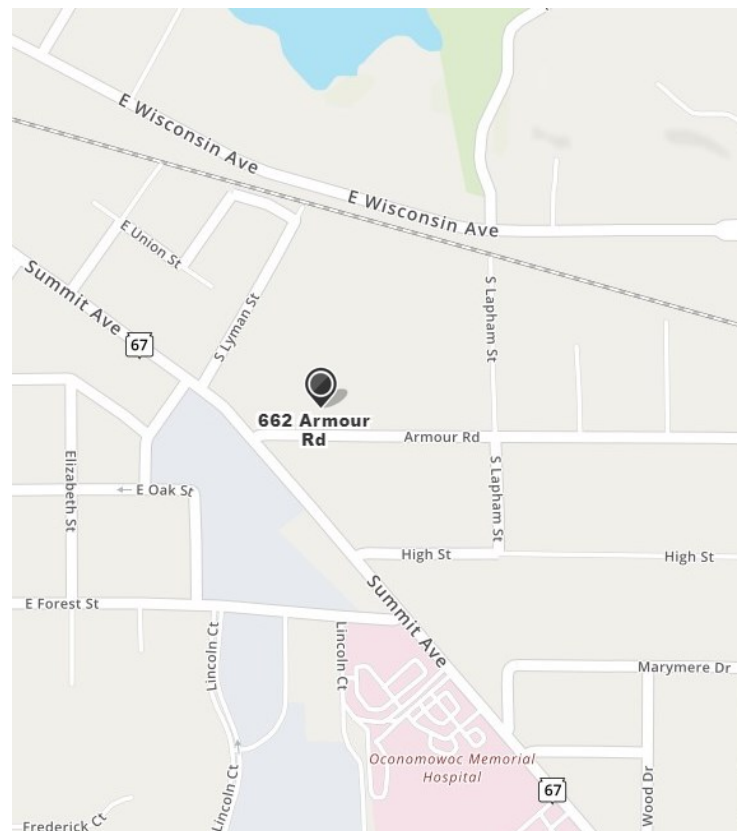 E Wisconsin Ave
E Wisconsin Ave
E Union St
Summit Ave
67
S Lyman St
S Lapham St
662 Armour
Rd
Armour Rd
Elizabeth St
E Oak St
S Lapham St
High St
High St
Summit Ave
E Forest St
Lincoln Ct
Lincoln Ct
Marymere Dr
Oconomowoc Memorial
Hospital
67
Lincoln Ct
Wood Dr
Frederick Ct